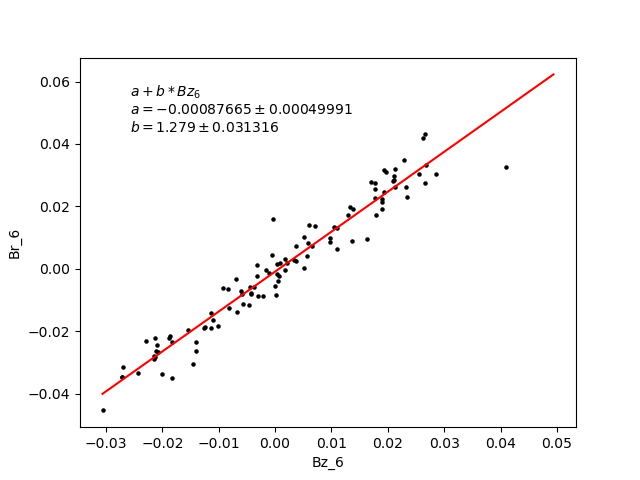 a + b * Bz₆
a = −0.00087665 ± 0.00049991
b = 1.279 ± 0.031316
0.06
0.04
0.02
0.00
−0.02
−0.04
Br_6
−0.03 −0.02 −0.01 0.00 0.01 0.02 0.03 0.04 0.05
Bz_6